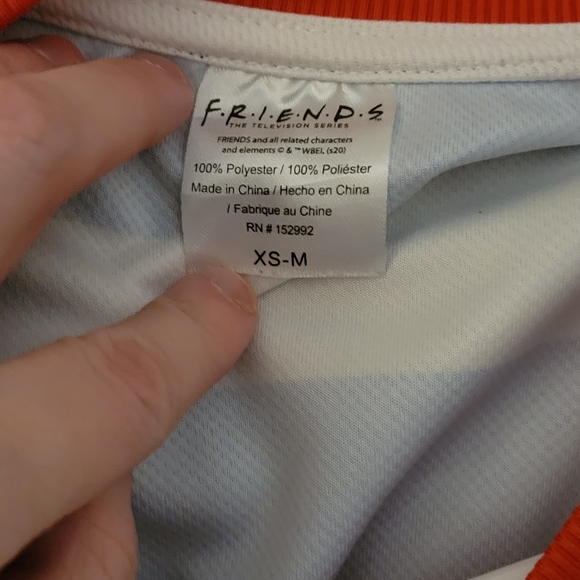 F·R·I·E·N·D·S™
THE TELEVISION SERIES
FRIENDS and all related characters
and elements © & ™ WBEI. (s20)
100% Polyester / 100% Poliéster
Made in China / Hecho en China
/ Fabrique au Chine
RN # 152992
XS-M